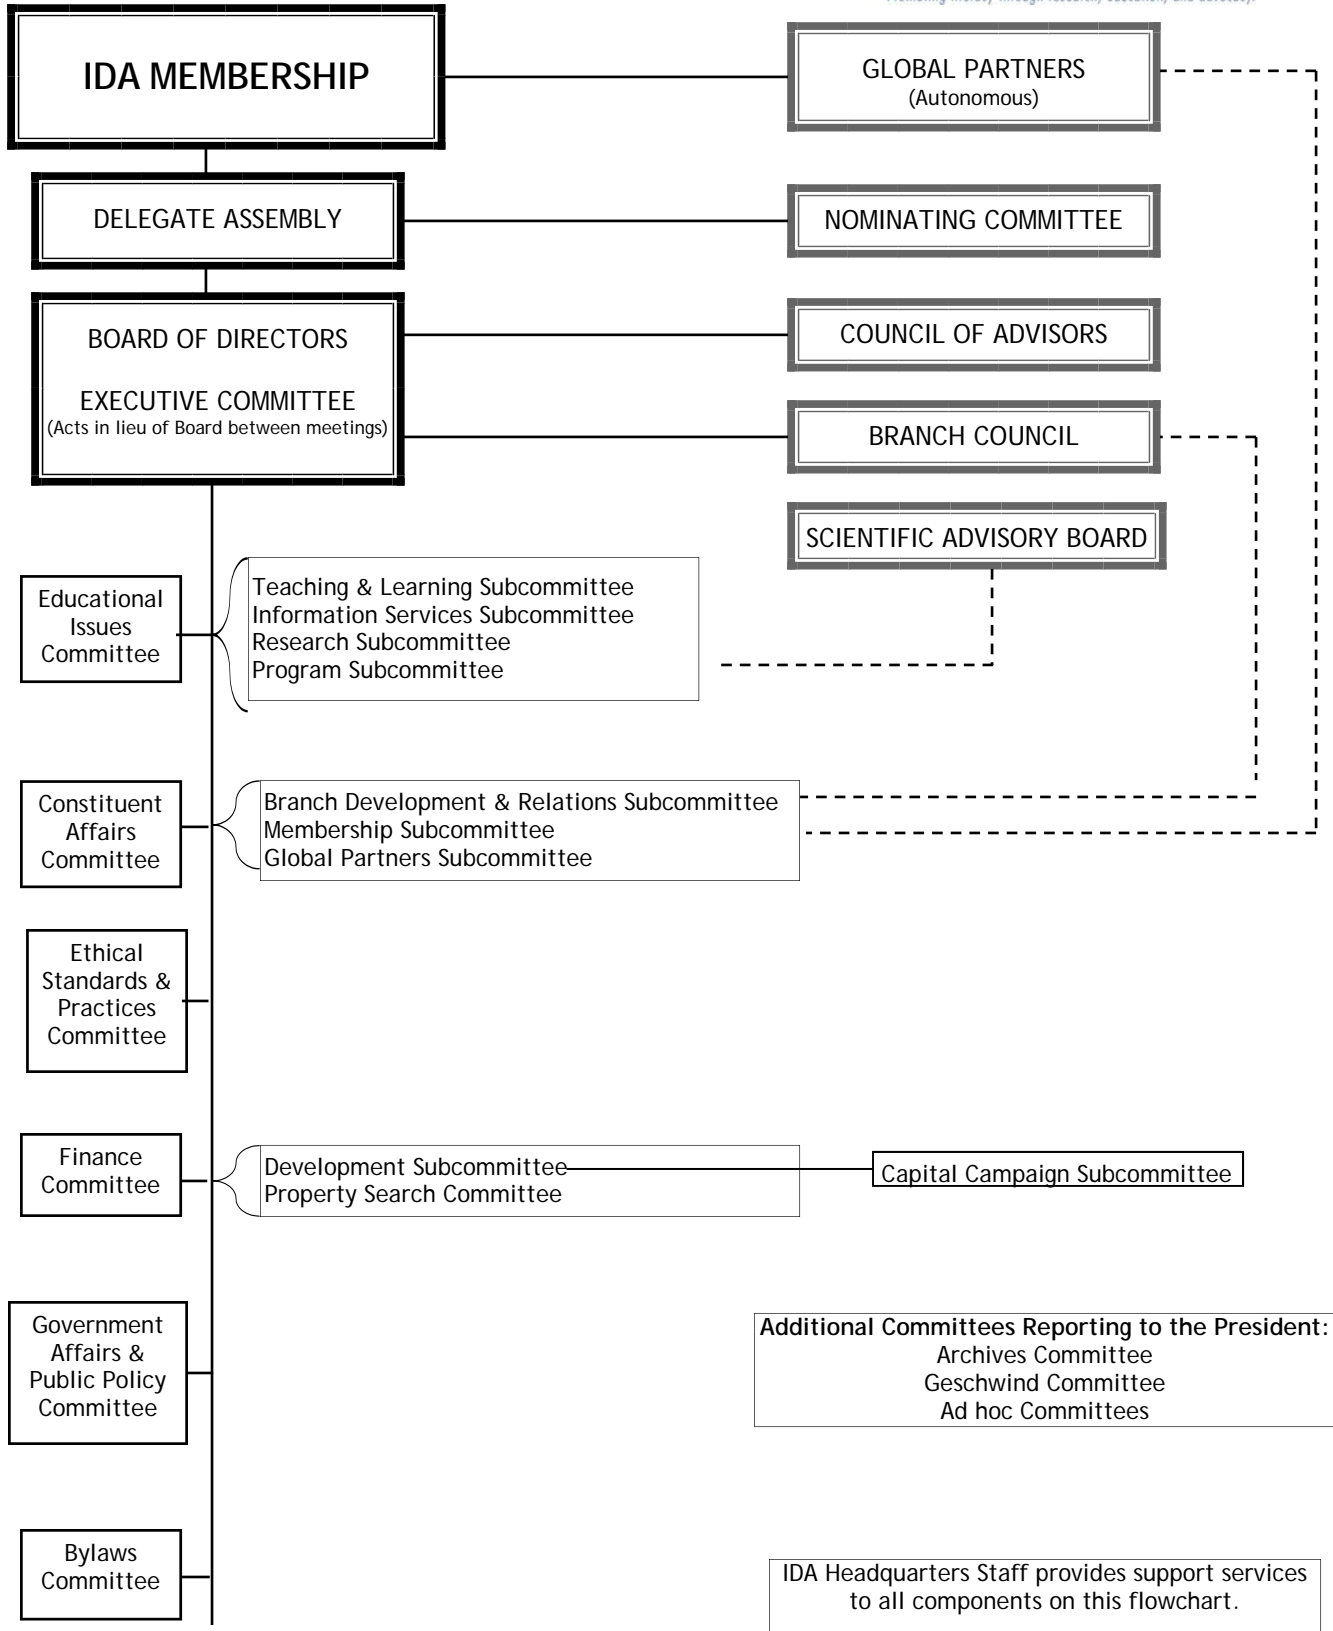 IDA MEMBERSHIP
GLOBAL PARTNERS
(Autonomous)
DELEGATE ASSEMBLY
NOMINATING COMMITTEE
BOARD OF DIRECTORS
EXECUTIVE COMMITTEE
(Acts in lieu of Board between meetings)
COUNCIL OF ADVISORS
BRANCH COUNCIL
SCIENTIFIC ADVISORY BOARD
Educational
Issues
Committee
Teaching & Learning Subcommittee
Information Services Subcommittee
Research Subcommittee
Program Subcommittee
Constituent
Affairs
Committee
Branch Development & Relations Subcommittee
Membership Subcommittee
Global Partners Subcommittee
Ethical
Standards &
Practices
Committee
Finance
Committee
Development Subcommittee
Property Search Committee
Capital Campaign Subcommittee
Government
Affairs &
Public Policy
Committee
Additional Committees Reporting to the President:
Archives Committee
Geschwind Committee
Ad hoc Committees
Bylaws
Committee
IDA Headquarters Staff provides support services
to all components on this flowchart.